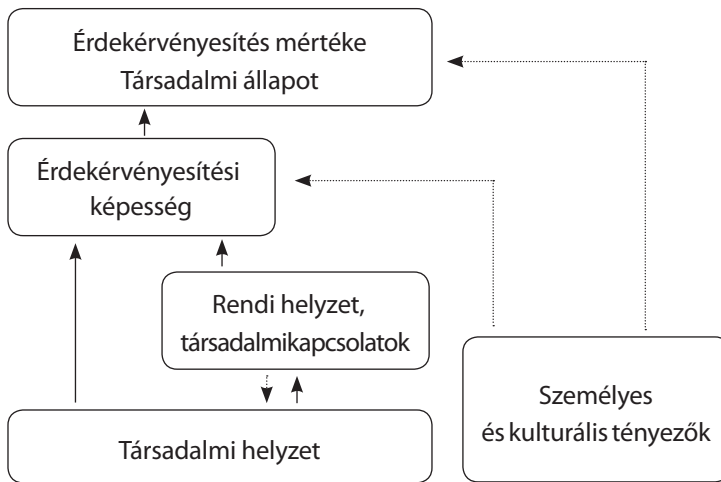 Érdekérvényesítés mértéke
Társadalmi állapot
Érdekérvényesítési
képesség
Rendi helyzet,
társadalmikapcsolatok
Személyes
és kulturális tényezők
Társadalmi helyzet